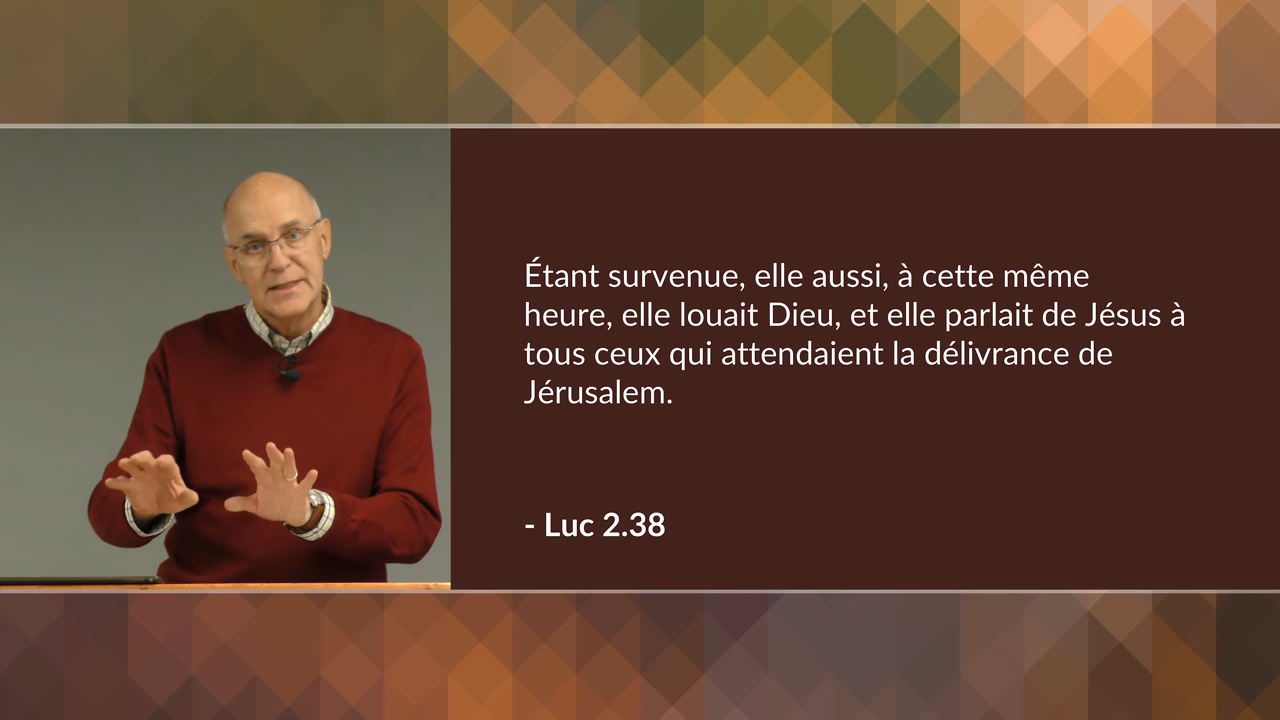 Étant survenue, elle aussi, à cette même
heure, elle louait Dieu, et elle parlait de Jésus à
tous ceux qui attendaient la délivrance de
Jérusalem.
- Luc 2.38